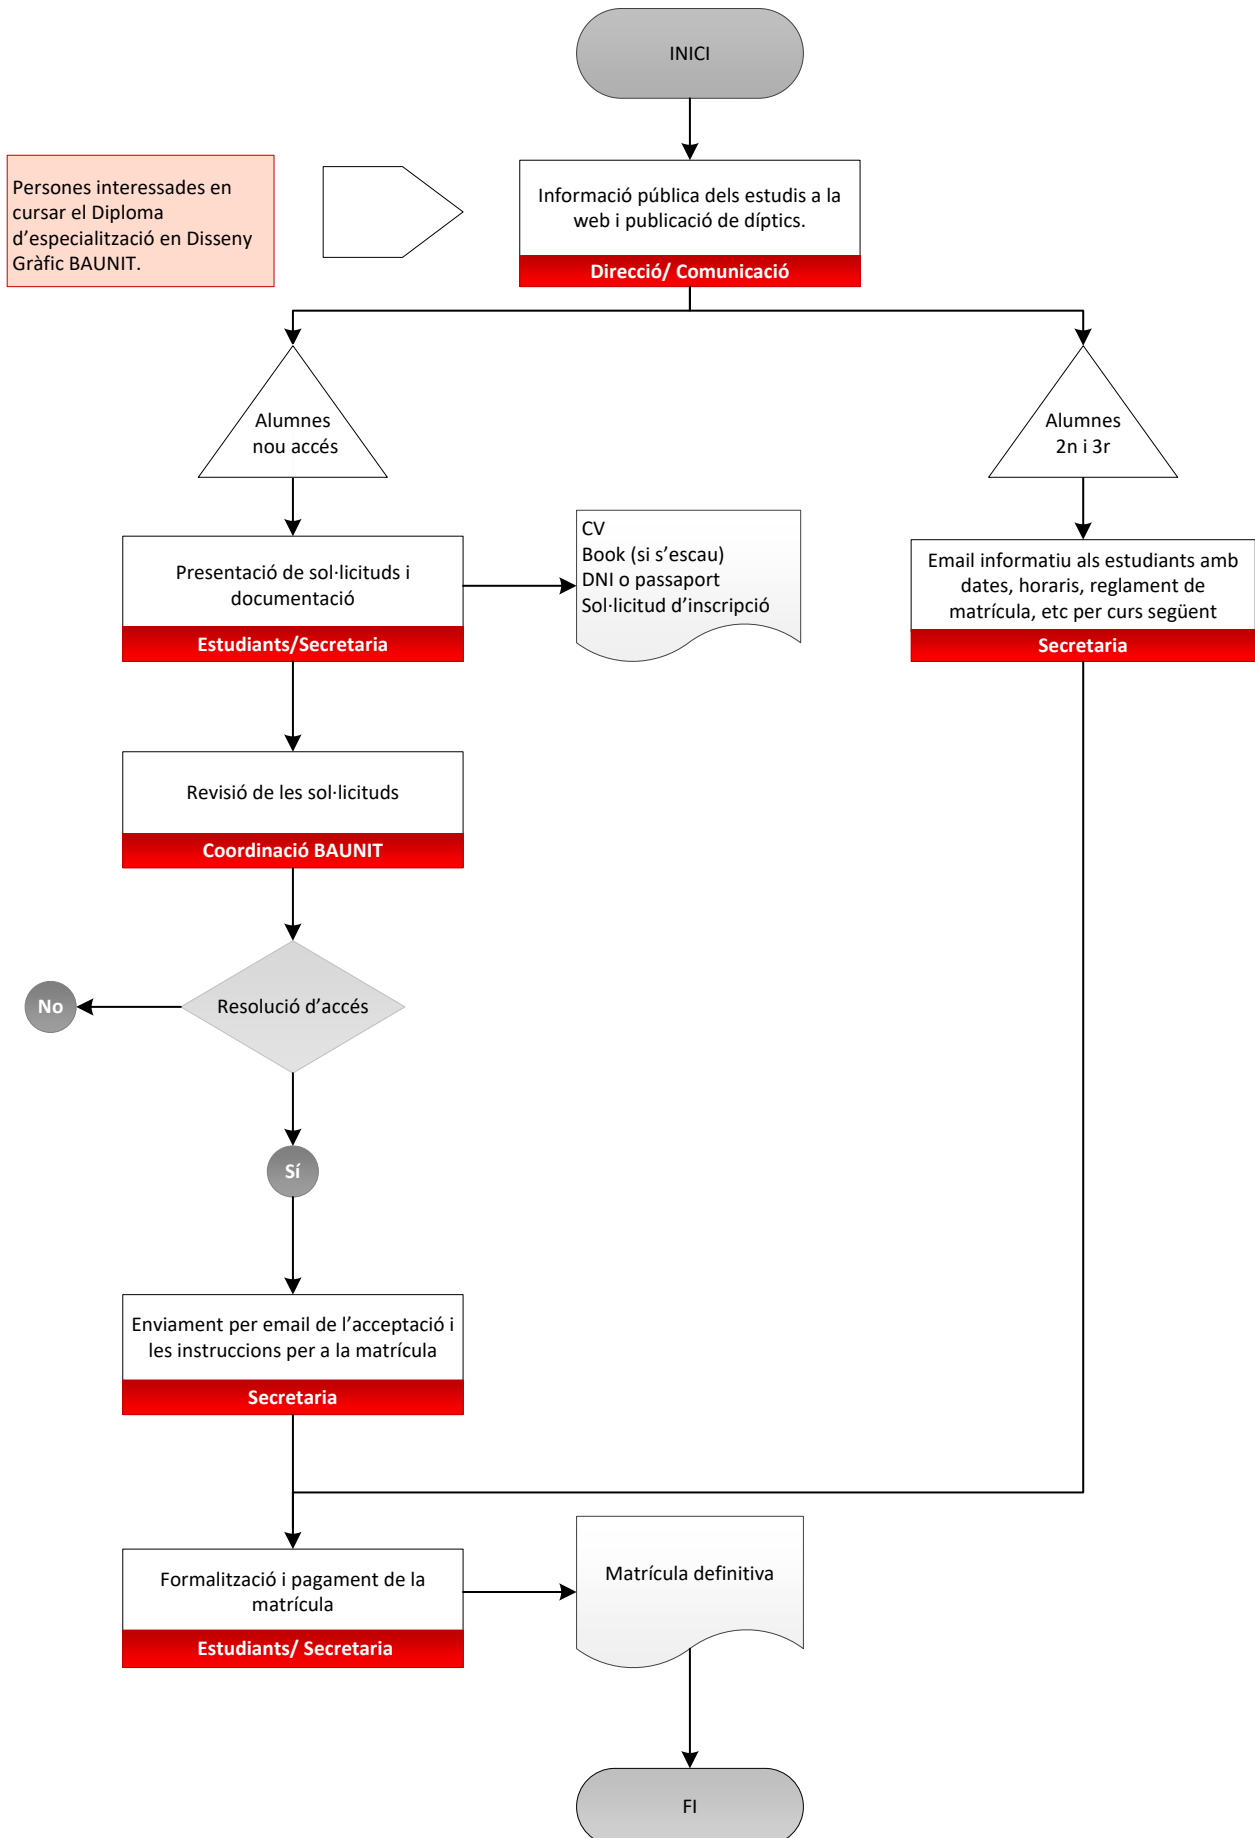 INICI
Persones interessades en
cursar el Diploma
d’especialització en Disseny
Gràfic BAUNIT.
Informació pública dels estudis a la
web i publicació de díptics.
Direcció/ Comunicació
Alumnes
nou accés
Alumnes
2n i 3r
Presentació de sol·licituds i
documentació
Estudiants/Secretaria
CV
Book (si s’escau)
DNI o passaport
Sol·licitud d’inscripció
Email informatiu als estudiants amb
dates, horaris, reglament de
matrícula, etc per curs següent
Secretaria
Revisió de les sol·licituds
Coordinació BAUNIT
Resolució d’accés
No
Sí
Enviament per email de l’acceptació i
les instruccions per a la matrícula
Secretaria
Formalització i pagament de la
matrícula
Estudiants/ Secretaria
Matrícula definitiva
FI